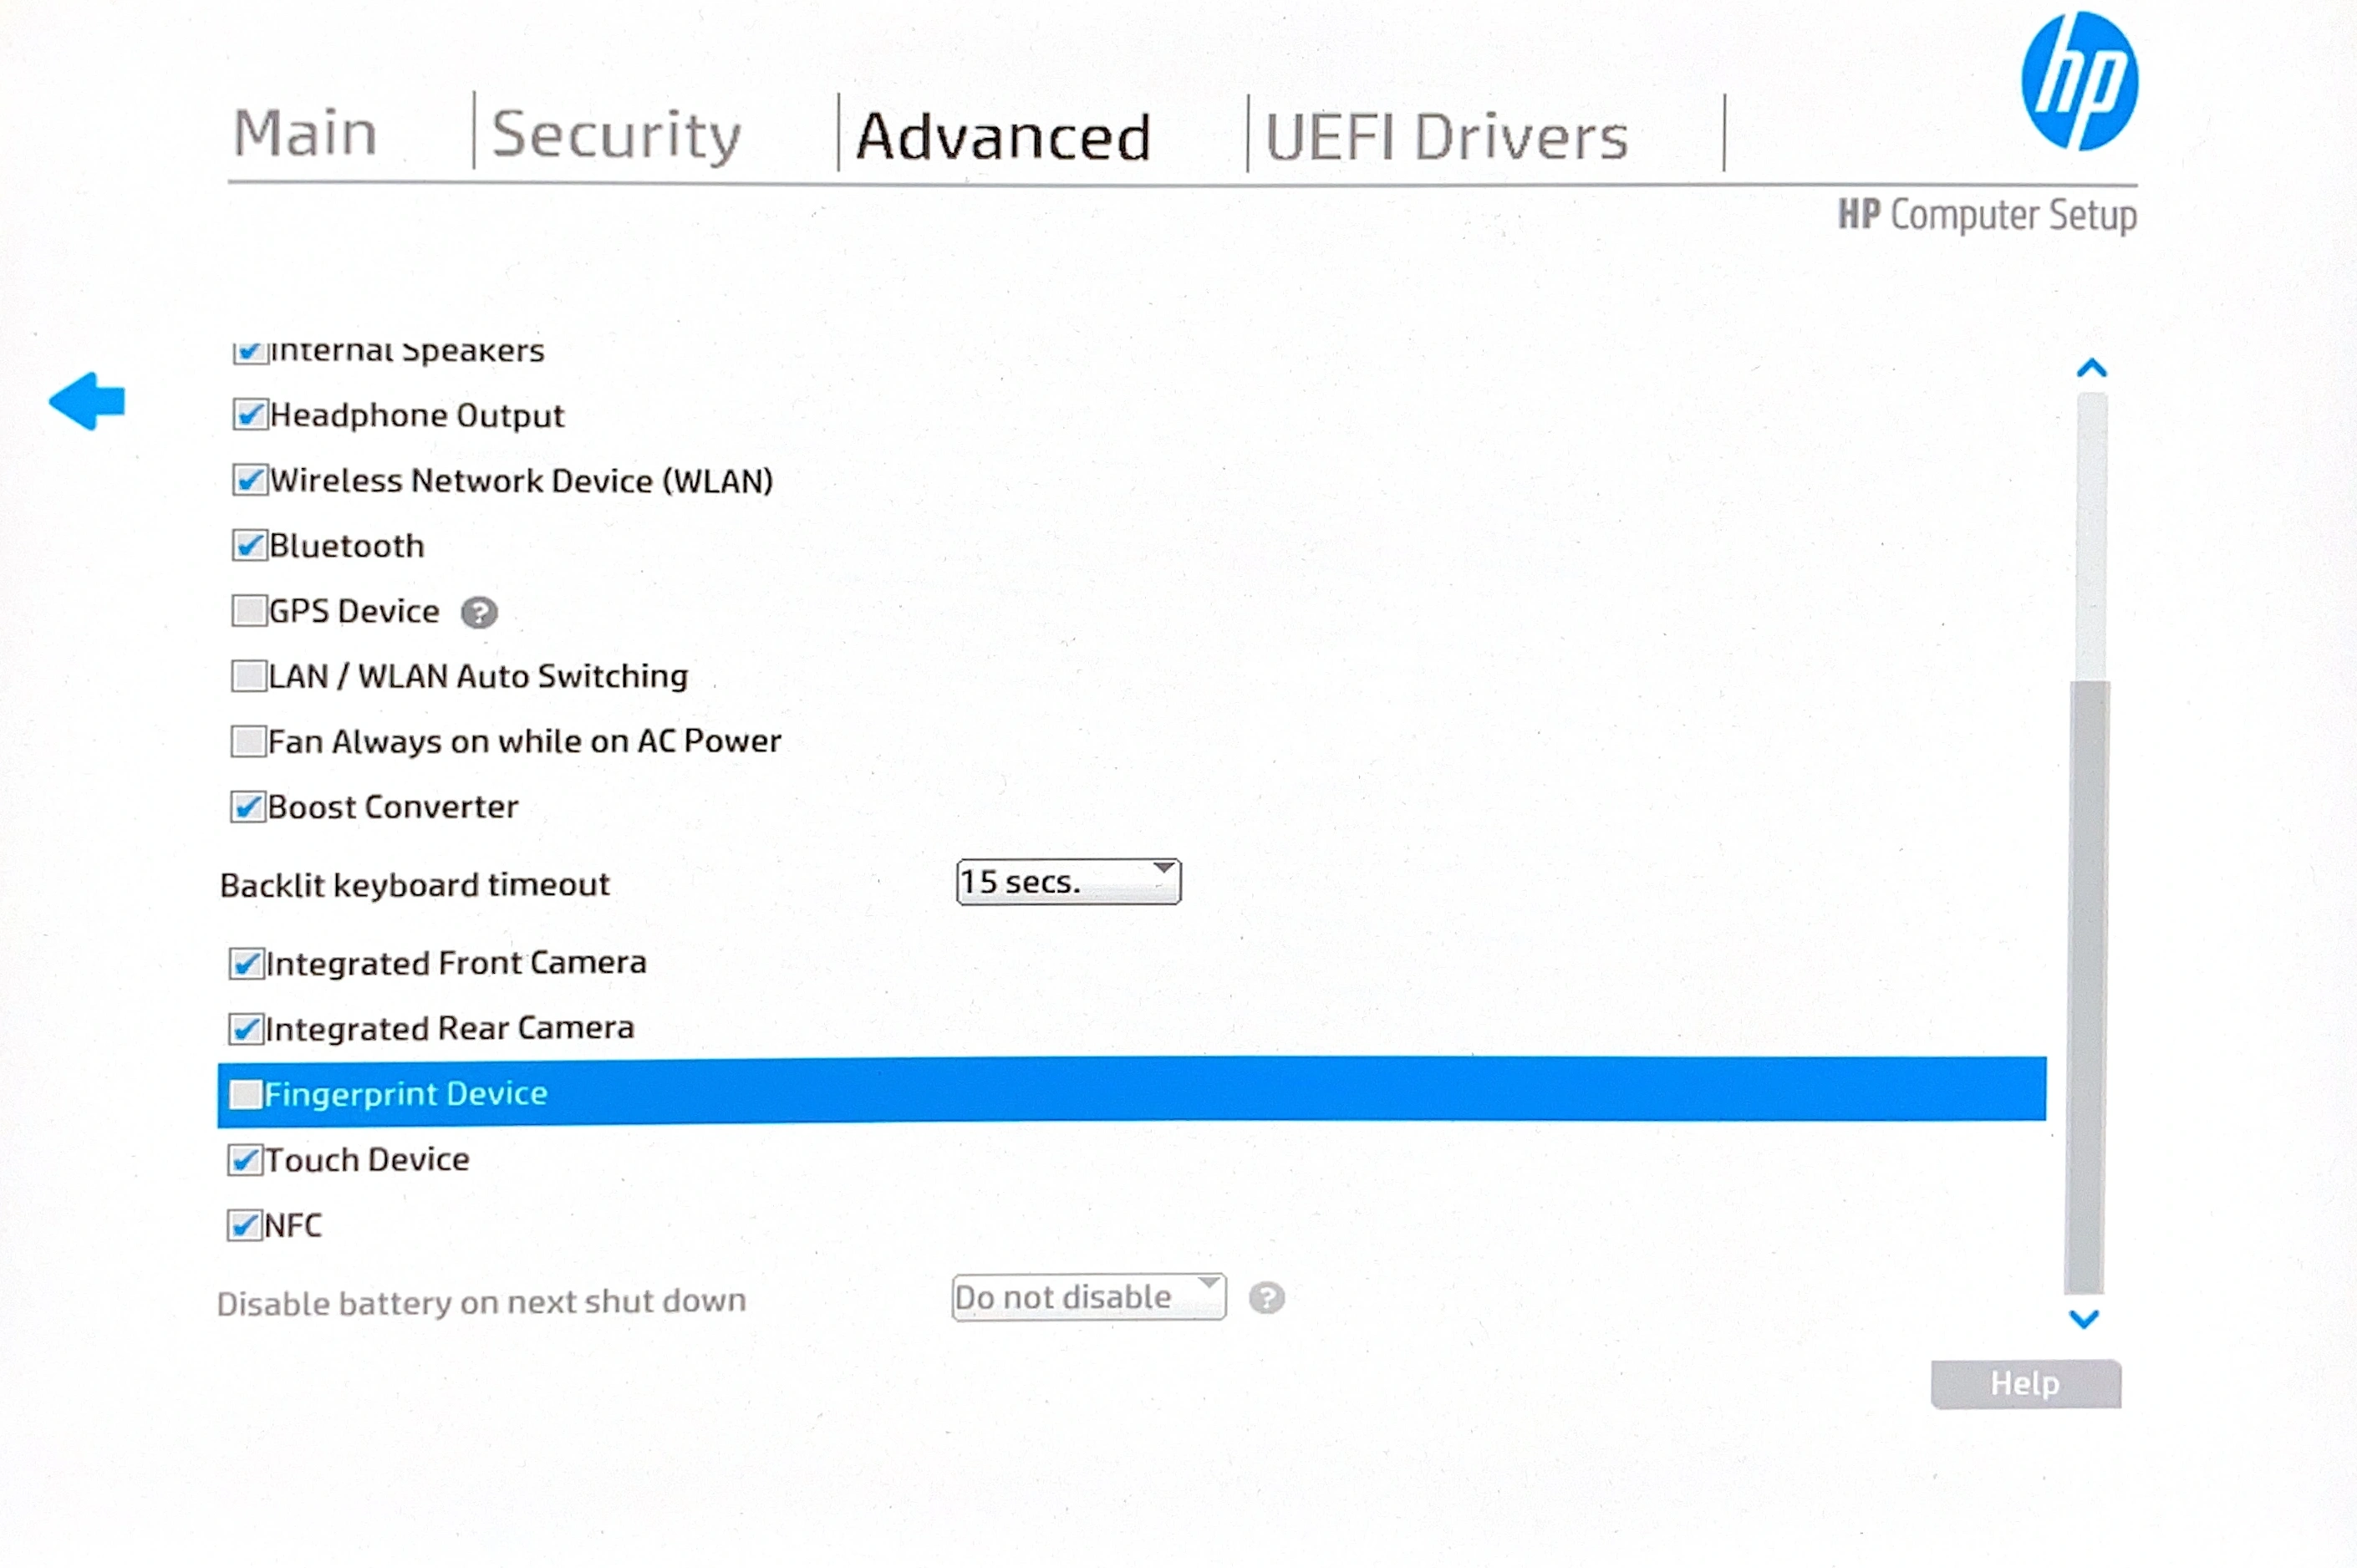 hp
Main Security Advanced UEFI Drivers
HP Computer Setup
Internal Speakers
Headphone Output
Wireless Network Device (WLAN)
Bluetooth
GPS Device ?
LAN / WLAN Auto Switching
Fan Always on while on AC Power
Boost Converter
Backlit keyboard timeout 15 secs.
Integrated Front Camera
Integrated Rear Camera
Fingerprint Device
Touch Device
NFC
Disable battery on next shut down Do not disable ?
Help